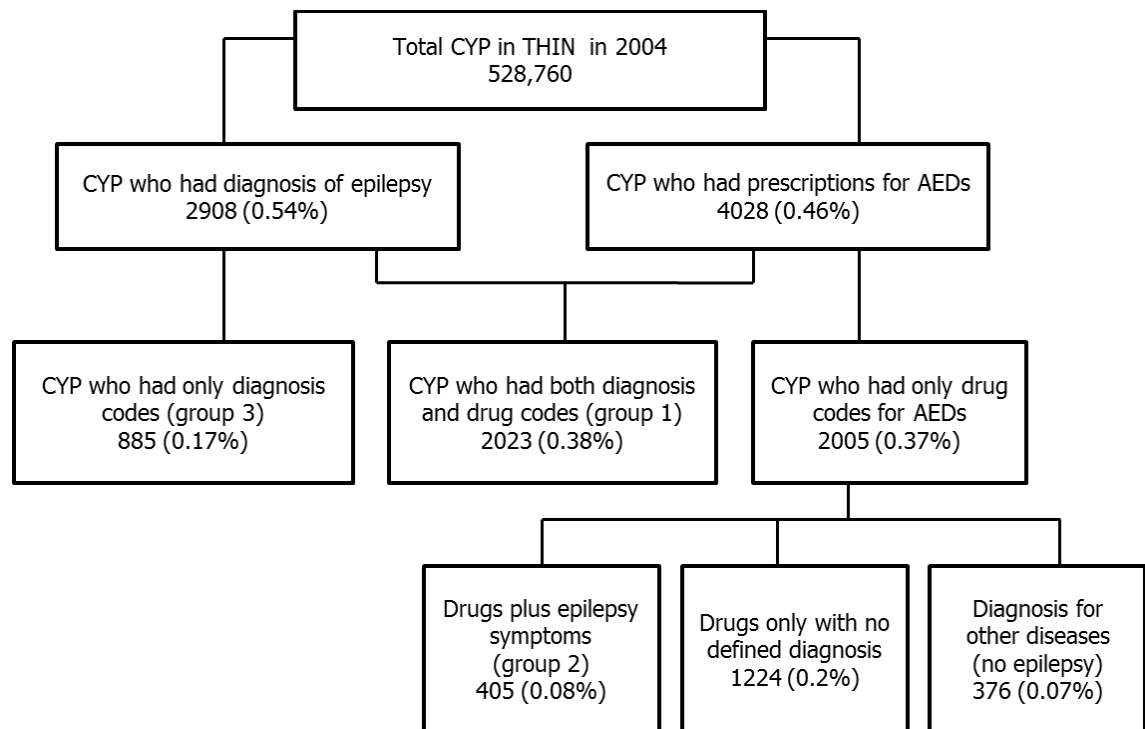 Total CYP in THIN in 2004
528,760
CYP who had diagnosis of epilepsy
2908 (0.54%)
CYP who had prescriptions for AEDs
4028 (0.46%)
CYP who had only diagnosis
codes (group 3)
885 (0.17%)
CYP who had both diagnosis
and drug codes (group 1)
2023 (0.38%)
CYP who had only drug
codes for AEDs
2005 (0.37%)
Drugs plus epilepsy
symptoms
(group 2)
405 (0.08%)
Drugs only with no
defined diagnosis
1224 (0.2%)
Diagnosis for
other diseases
(no epilepsy)
376 (0.07%)